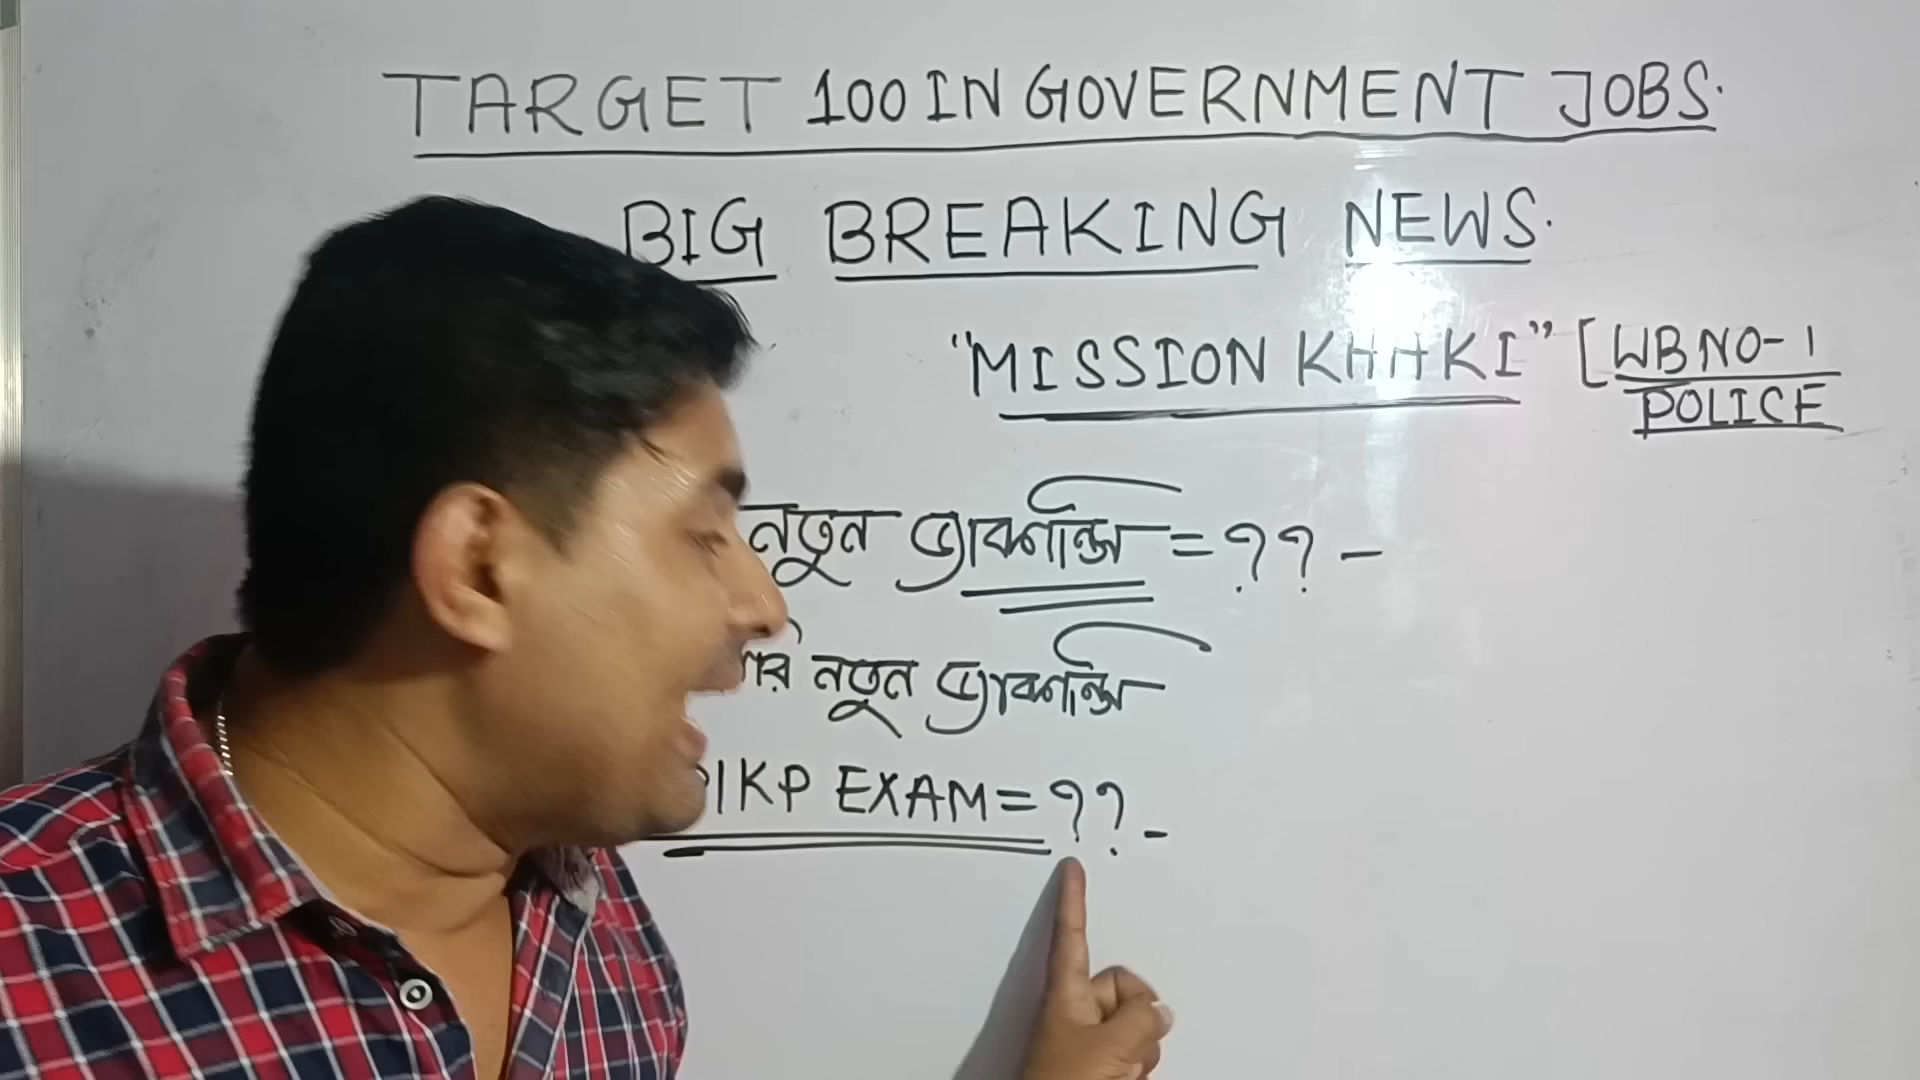 TARGET 100 IN GOVERNMENT JOBS.
BIG BREAKING NEWS.
"MISSION KHAKI" [WB NO-1
POLICE
নতুন ভ্যাকান্সি = ?? -
নতুন ভ্যাকান্সি
KP EXAM = ?? -